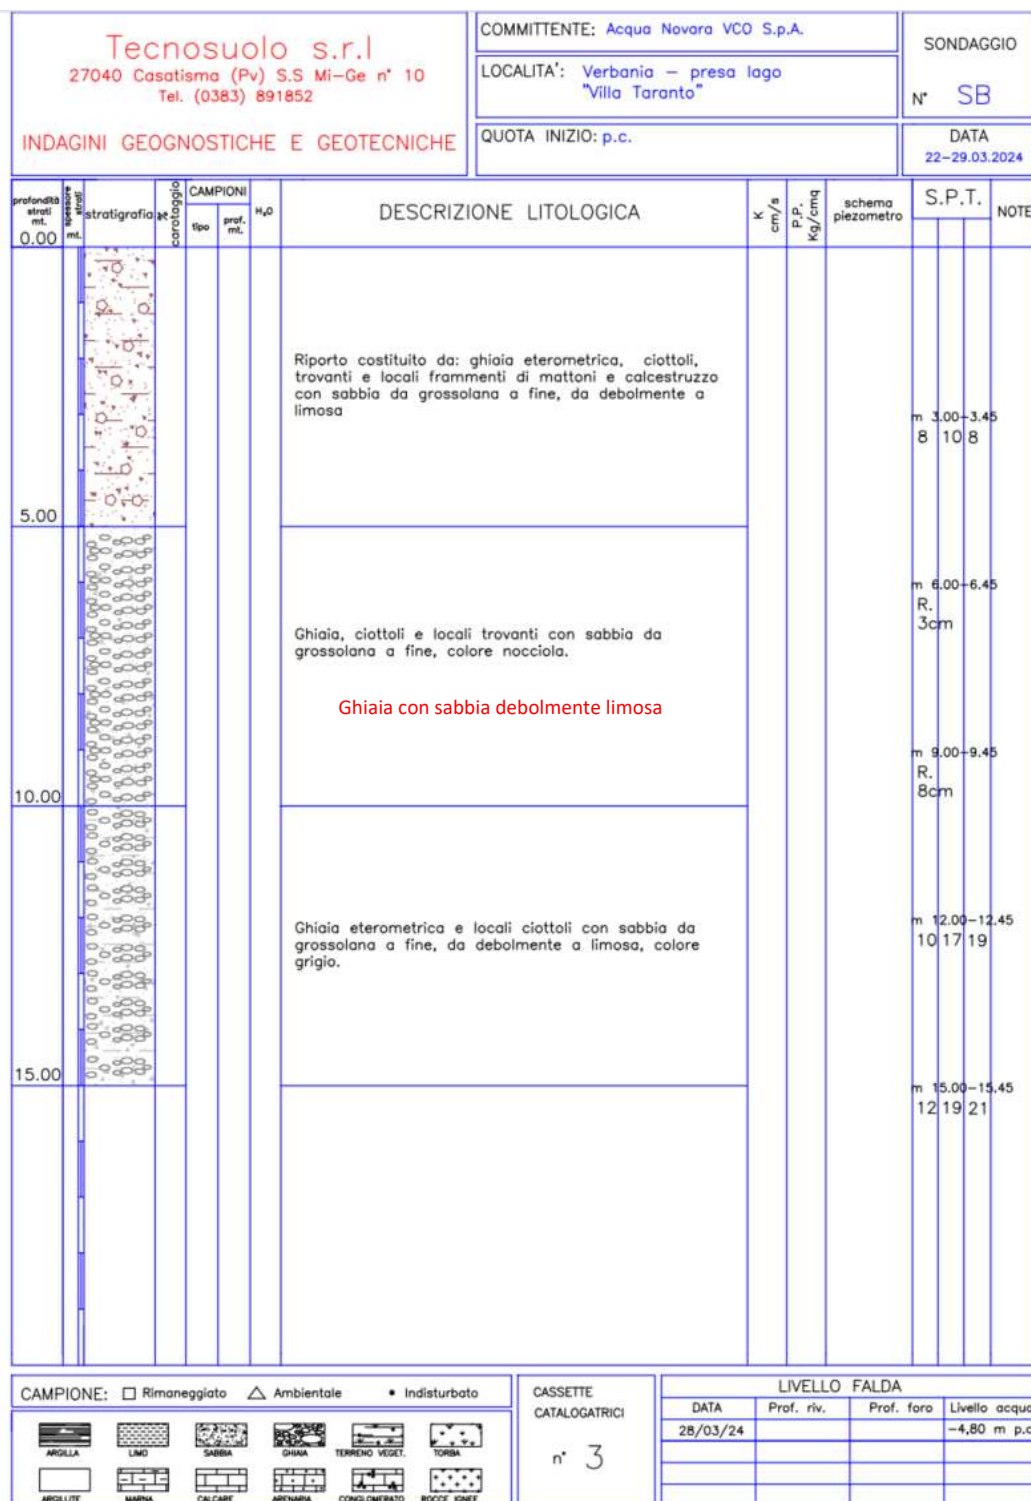 Tecnosuolo s.r.l
27040 Casatisma (Pv) S.S Mi-Ge n° 10
Tel. (0383) 891852
INDAGINI GEOGNOSTICHE E GEOTECNICHE
COMMITTENTE: Acqua Novara VCO S.p.A.
LOCALITA': Verbania - presa lago
"Villa Taranto"
QUOTA INIZIO: p.c.
SONDAGGIO
N° SB
DATA
22-29.03.2024
profondità
strati
mt.
0.00
spessore
strati
mt.
stratigrafia
carotaggio
CAMPIONI
tipo
prof.
mt.
H₂O
DESCRIZIONE LITOLOGICA
K
cm/s
P.P.
Kg/cmq
schema
piezometro
S.P.T.
NOTE
Riporto costituito da: ghiaia eterometrica, ciottoli,
trovanti e locali frammenti di mattoni e calcestruzzo
con sabbia da grossolana a fine, da debolmente a
limosa
m 3.00-3.45
8 10 8
5.00
m 6.00-6.45
R.
3cm
Ghiaia, ciottoli e locali trovanti con sabbia da
grossolana a fine, colore nocciola.
Ghiaia con sabbia debolmente limosa
m 9.00-9.45
R.
8cm
10.00
Ghiaia eterometrica e locali ciottoli con sabbia da
grossolana a fine, da debolmente a limosa, colore
grigio.
m 12.00-12.45
10 17 19
15.00
m 15.00-15.45
12 19 21
CAMPIONE: Rimaneggiato Ambientale Indisturbato
ARGILLA LIMO SABBIA GHIAIA TERRENO VEGET. TORBA
ARGILLITE MARNA CALCARE ARENARIA CONGLOMERATO ROCCE IGNEE
CASSETTE
CATALOGATRICI
n° 3
LIVELLO FALDA
DATA Prof. riv. Prof. foro Livello acqua
28/03/24 -4,80 m p.c